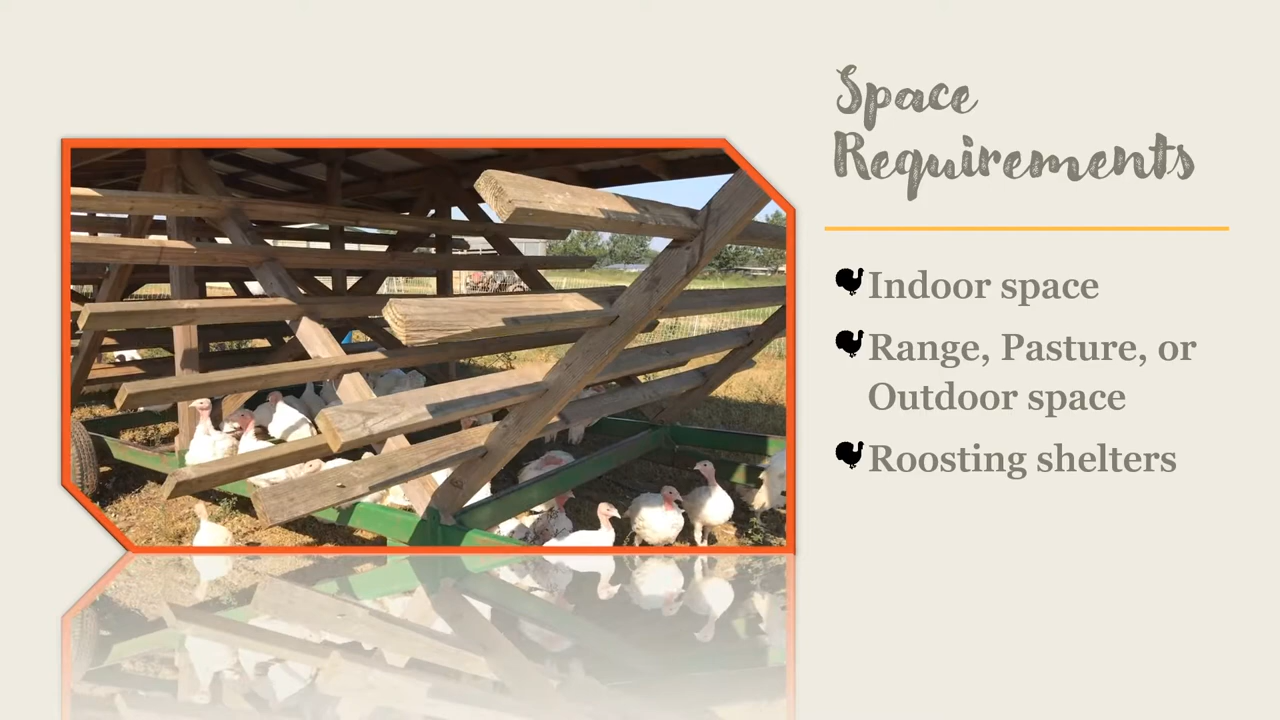 Space
Requirements
Indoor space
Range, Pasture, or
Outdoor space
Roosting shelters